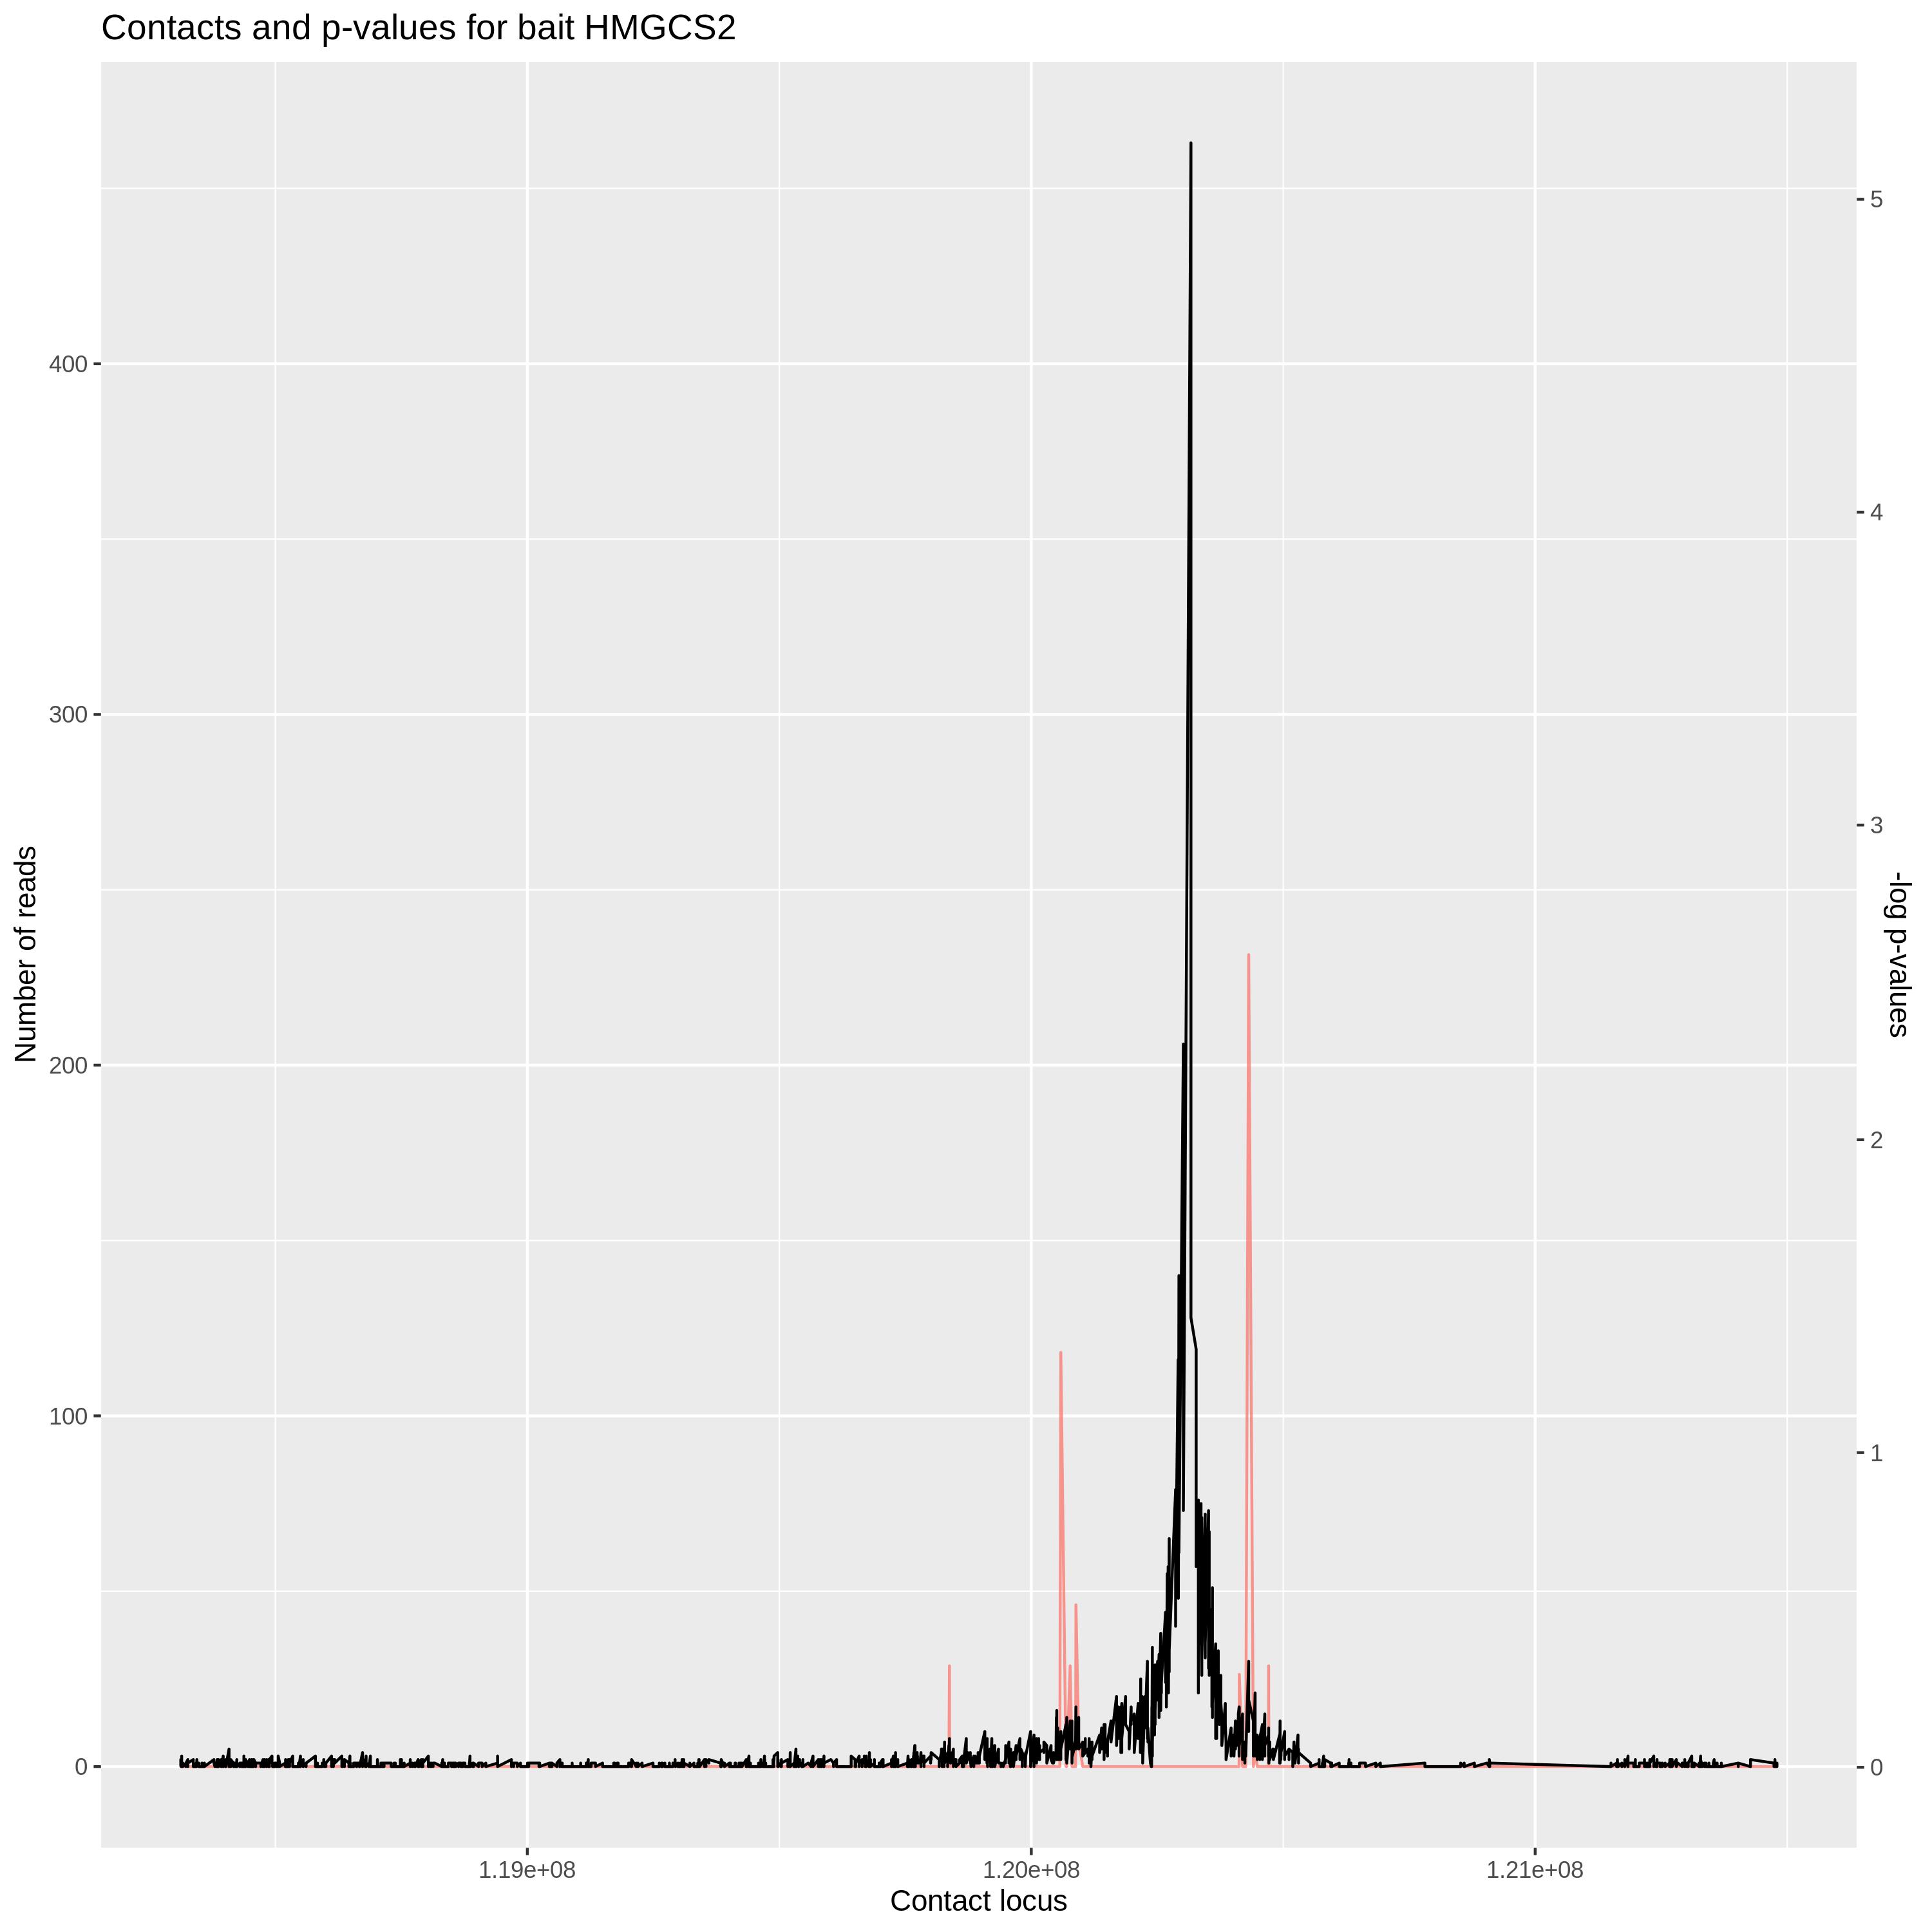 Contacts and p-values for bait HMGCS2
Number of reads
400
300
200
100
0
5
4
3
2
1
0
-log p-values
1.19e+08
1.20e+08
1.21e+08
Contact locus